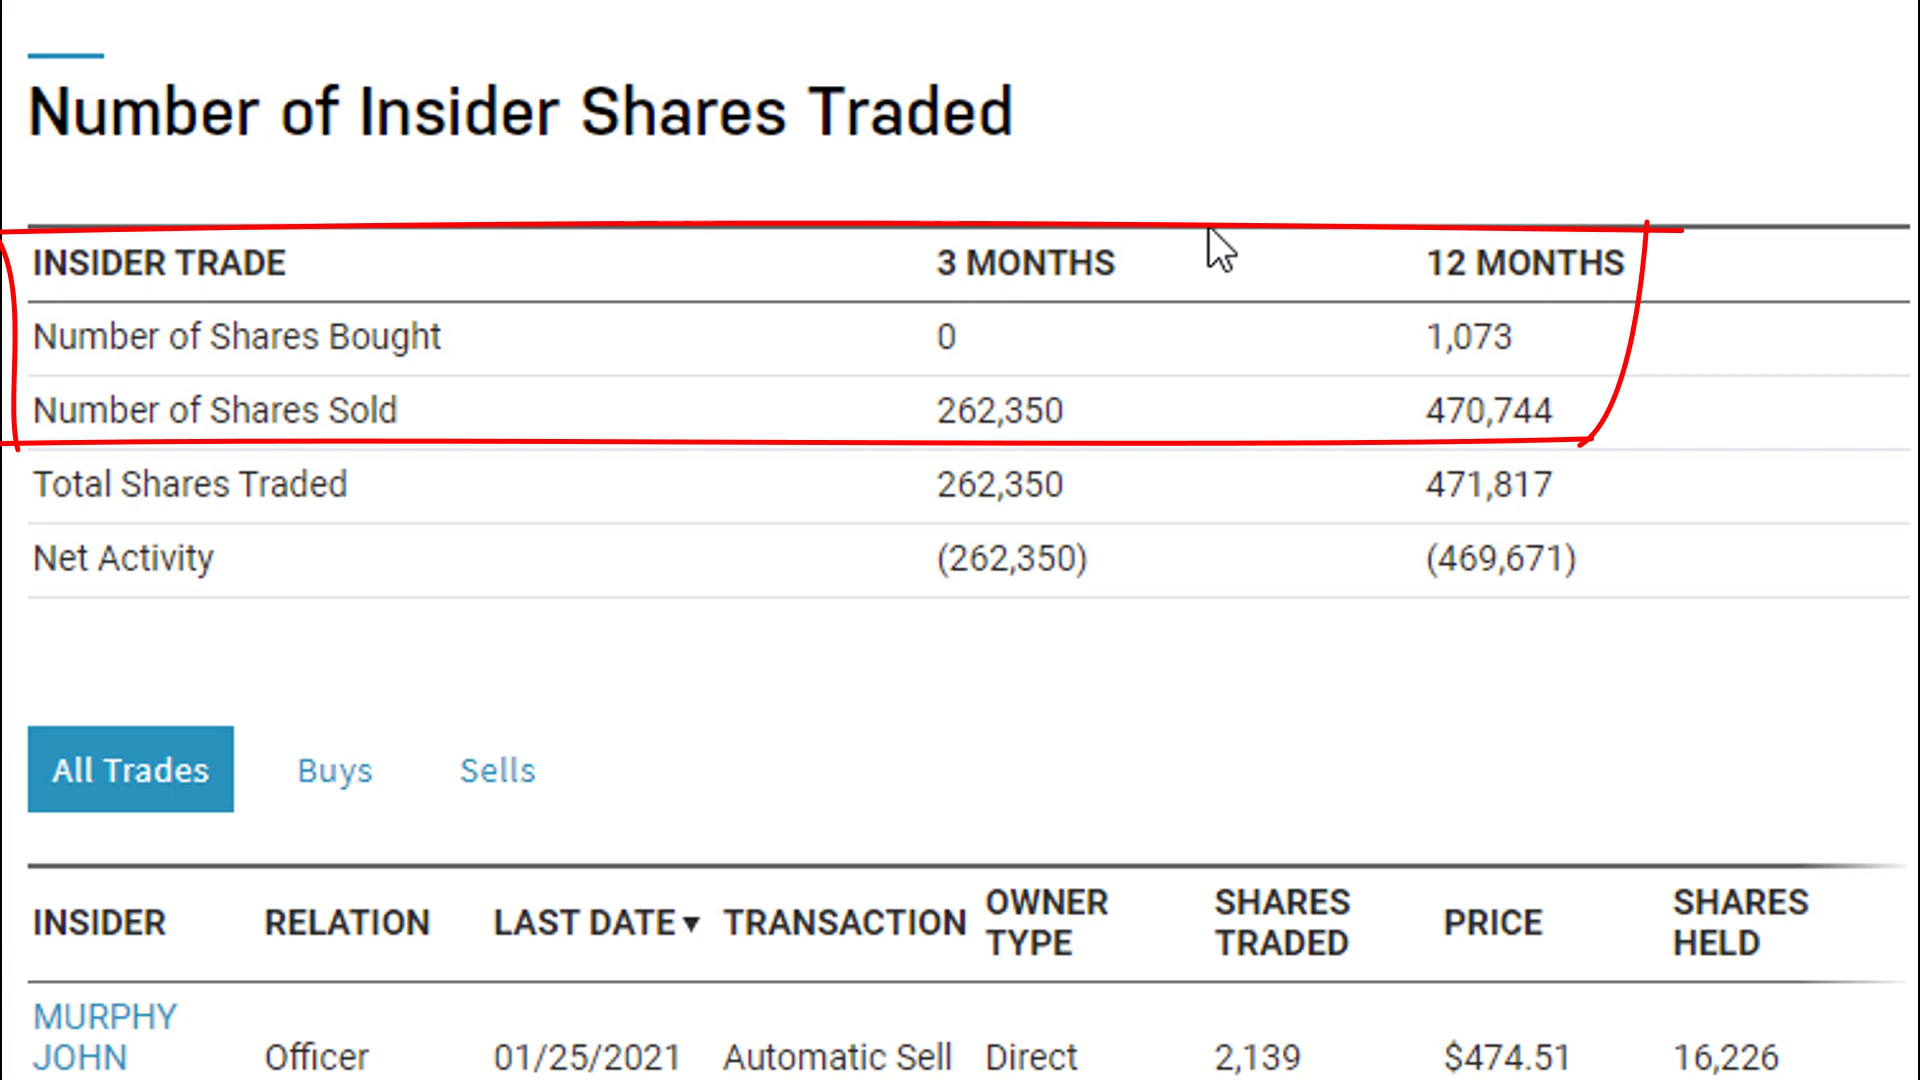 Number of Insider Shares Traded
INSIDER TRADE 3 MONTHS 12 MONTHS
Number of Shares Bought 0 1,073
Number of Shares Sold 262,350 470,744
Total Shares Traded 262,350 471,817
Net Activity (262,350) (469,671)
All Trades Buys Sells
INSIDER RELATION LAST DATE ▼ TRANSACTION OWNER TYPE SHARES TRADED PRICE SHARES HELD
MURPHY JOHN Officer 01/25/2021 Automatic Sell Direct 2,139 $474.51 16,226